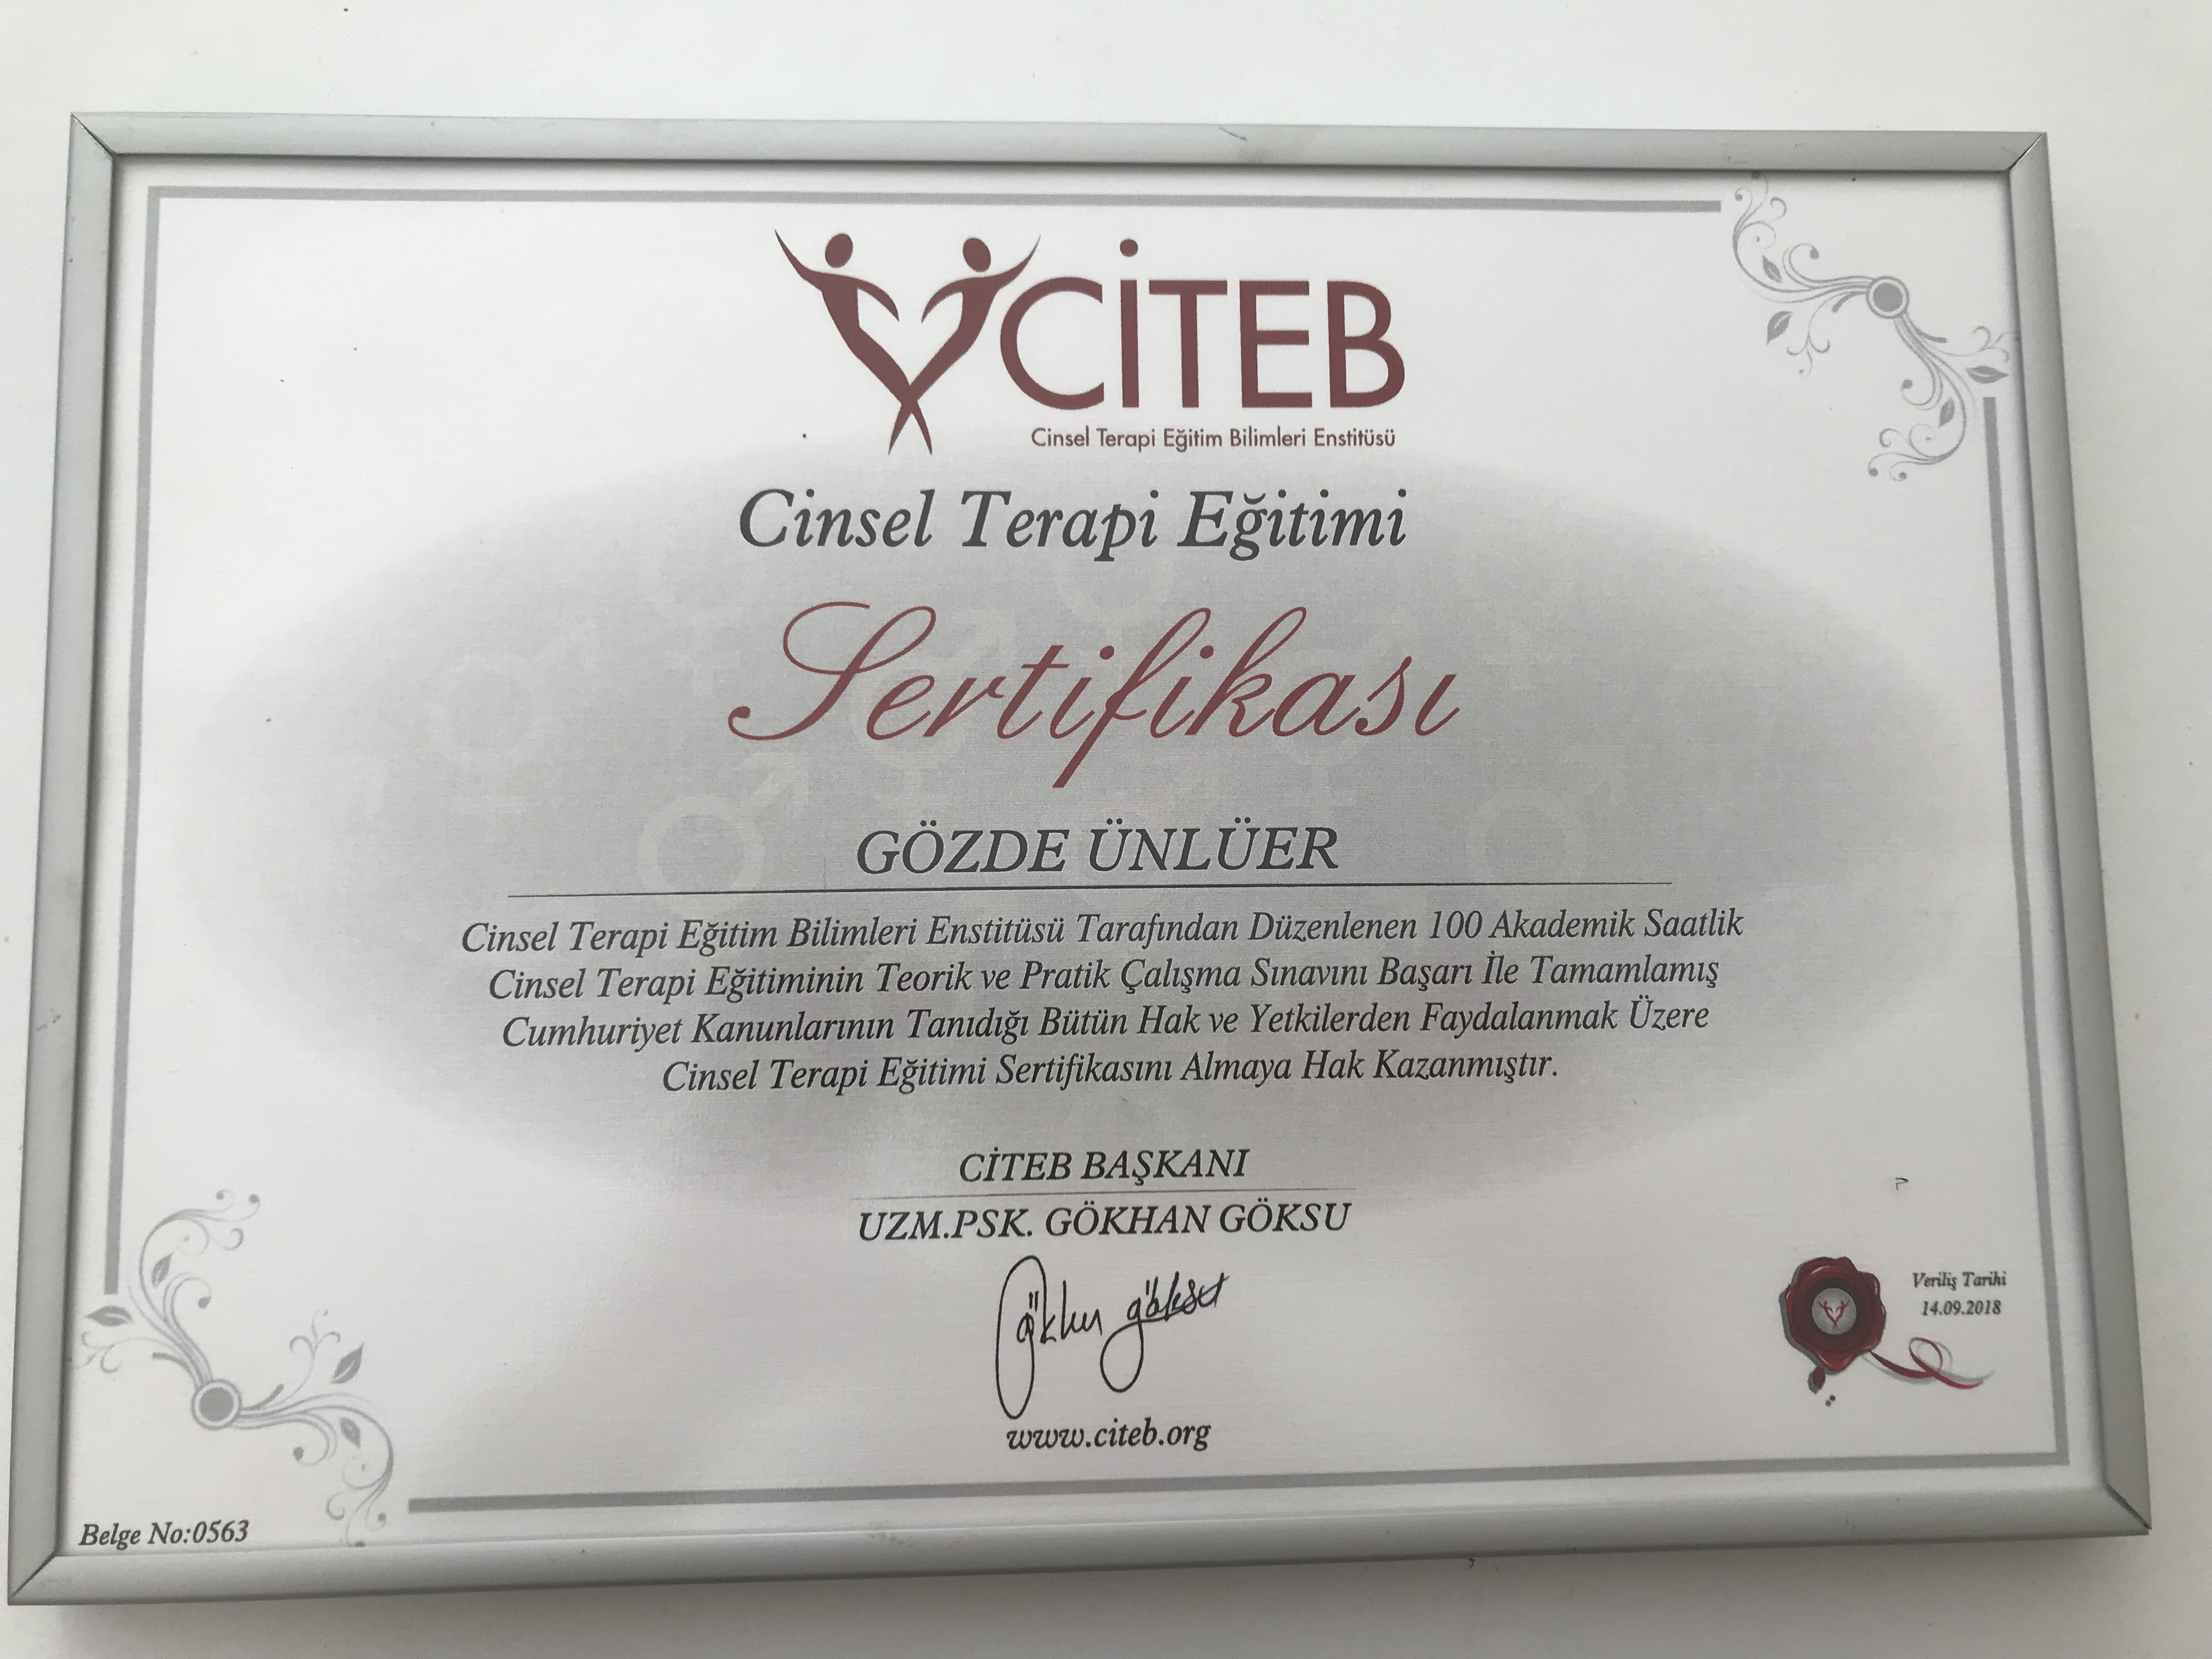 CİTEB
Cinsel Terapi Eğitim Bilimleri Enstitüsü
Cinsel Terapi Eğitimi
Sertifikası
GÖZDE ÜNLÜER
Cinsel Terapi Eğitim Bilimleri Enstitüsü Tarafından Düzenlenen 100 Akademik Saatlik
Cinsel Terapi Eğitiminin Teorik ve Pratik Çalışma Sınavını Başarı İle Tamamlamış
Cumhuriyet Kanunlarının Tanıdığı Bütün Hak ve Yetkilerden Faydalanmak Üzere
Cinsel Terapi Eğitimi Sertifikasını Almaya Hak Kazanmıştır.
CİTEB BAŞKANI
UZM.PSK. GÖKHAN GÖKSU
Gökhan göksu
www.citeb.org
Veriliş Tarihi
14.09.2018
Belge No:0563